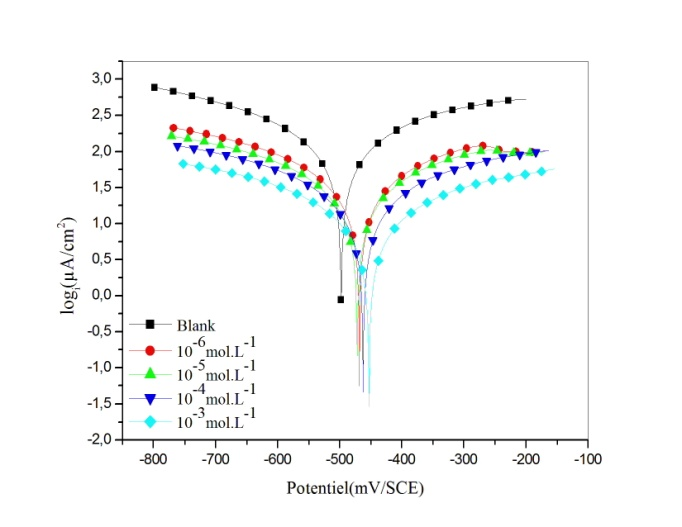 3,0
2,5
2,0
1,5
1,0
0,5
0,0
-0,5
-1,0
-1,5
-2,0
log_i(µA/cm²)
Blank
10⁻⁶mol.L⁻¹
10⁻⁵mol.L⁻¹
10⁻⁴mol.L⁻¹
10⁻³mol.L⁻¹
-800 -700 -600 -500 -400 -300 -200 -100
Potentiel(mV/SCE)